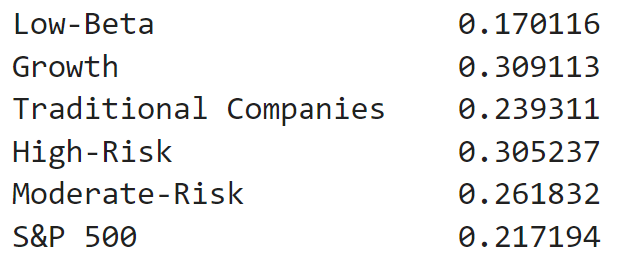 Low-Beta 0.170116
Growth 0.309113
Traditional Companies 0.239311
High-Risk 0.305237
Moderate-Risk 0.261832
S&P 500 0.217194